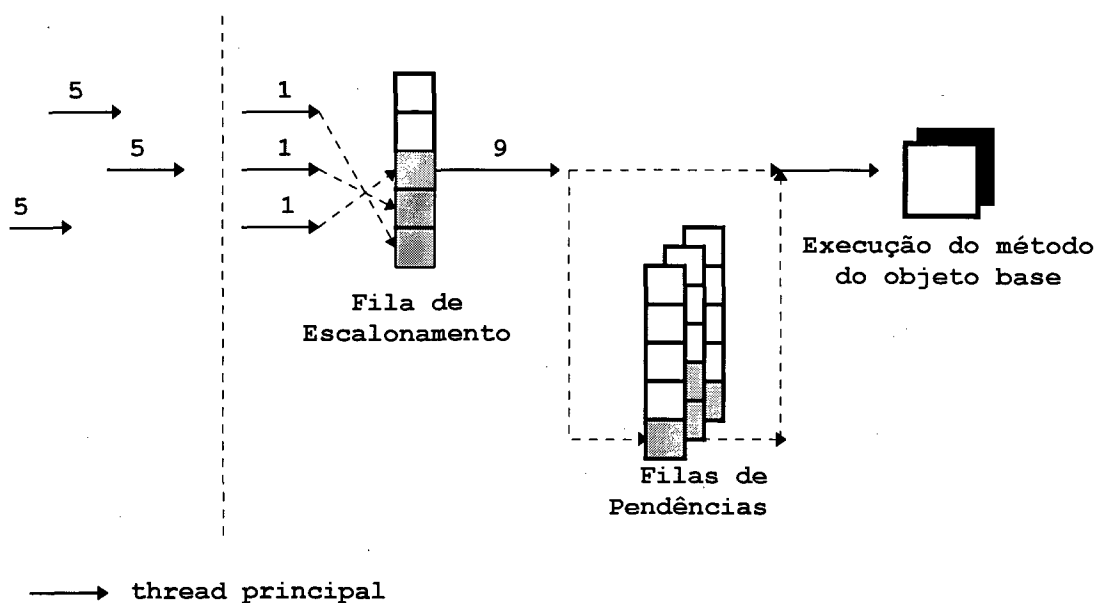 5
1
5
1
9
5
1
Execução do método
do objeto base
Fila de
Escalonamento
Filas de
Pendências
thread principal